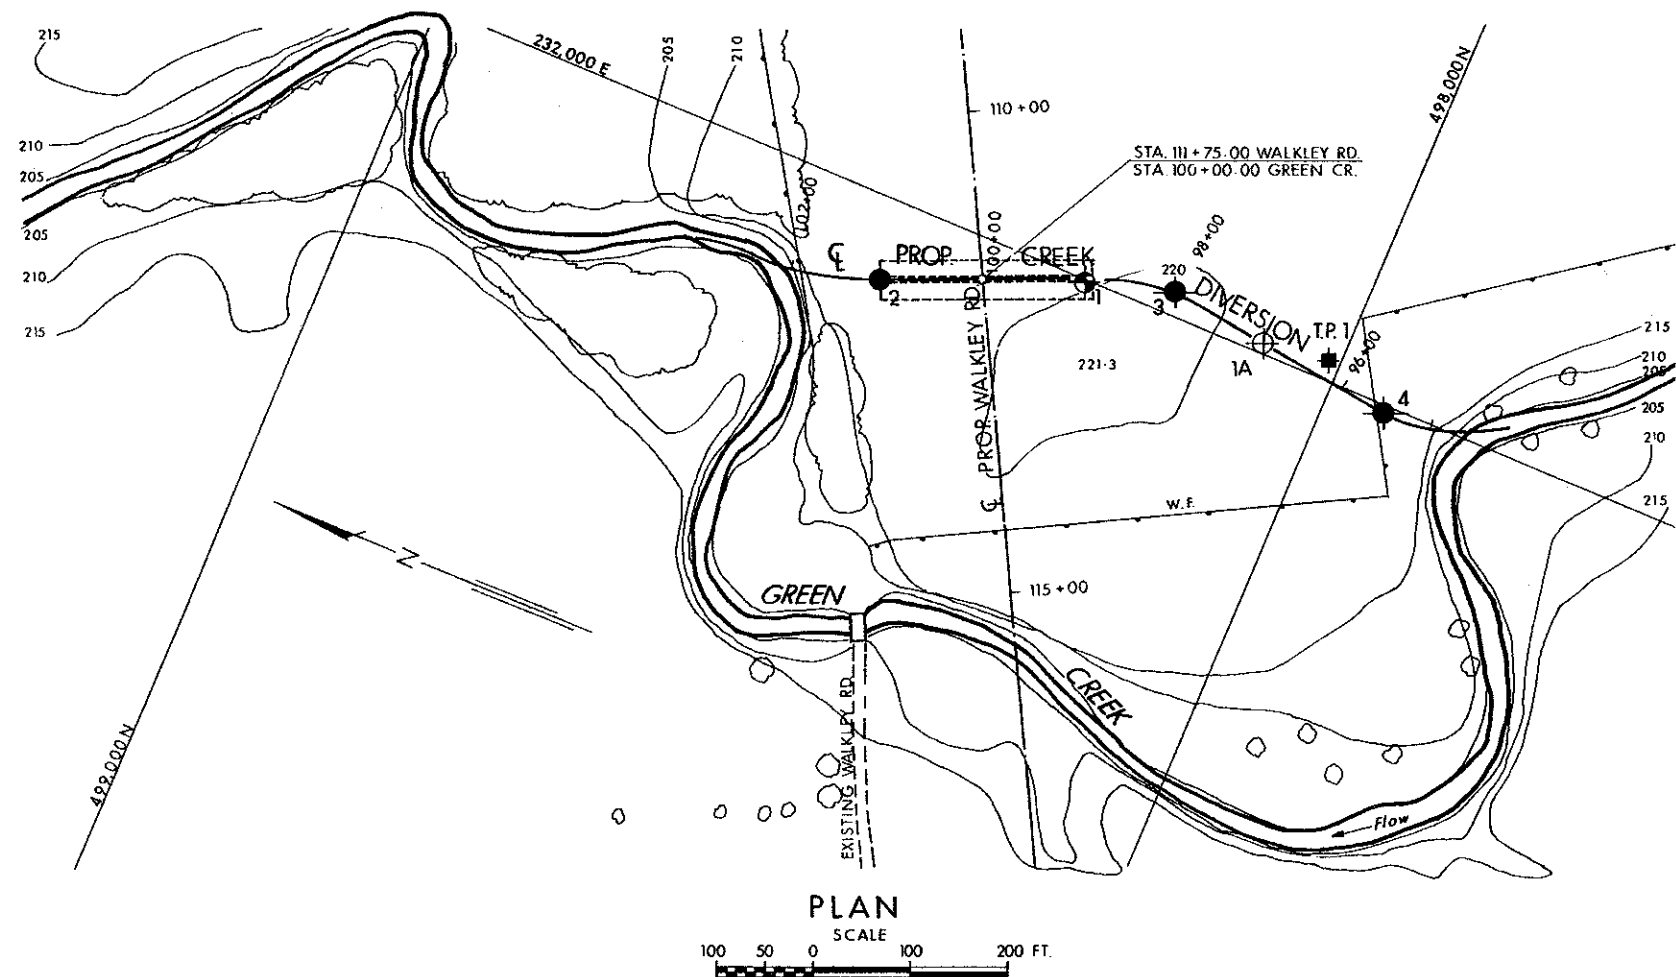 215
232,000 E
205
210
498,000 N
110+00
210
STA. 111+75.00 WALKLEY RD.
STA. 100+00.00 GREEN CR.
205
102+00
100+00
98+00
205
℄ PROP. CREEK
220
210
2
3
DIVERSION
T.P. 1
215
215
PROP. WALKLEY RD.
1
96+00
210
221.3
1A
205
4
205
210
℄
W.F.
215
N
GREEN
115+00
CREEK
EXISTING WALKLEY RD.
499,000 N
Flow
PLAN
SCALE
100 50 0 100 200 FT.